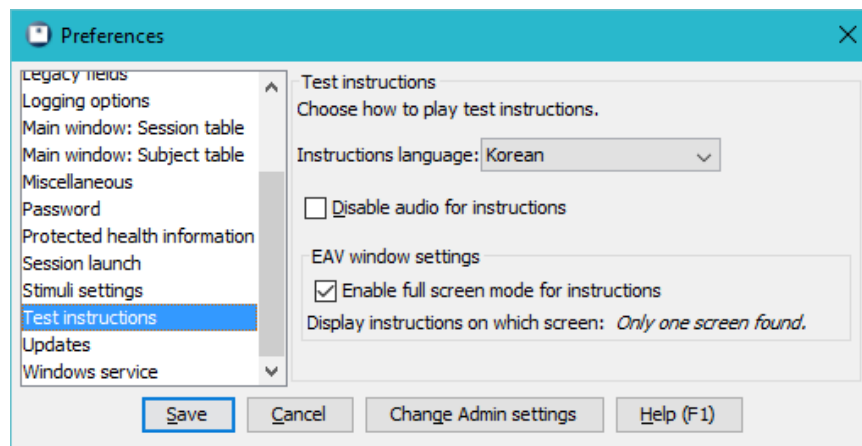 Preferences
Legacy fields
Logging options
Main window: Session table
Main window: Subject table
Miscellaneous
Password
Protected health information
Session launch
Stimuli settings
Test instructions
Updates
Windows service
Test instructions
Choose how to play test instructions.
Instructions language: Korean
Disable audio for instructions
EAV window settings
Enable full screen mode for instructions
Display instructions on which screen: Only one screen found.
Save Cancel Change Admin settings Help (F1)